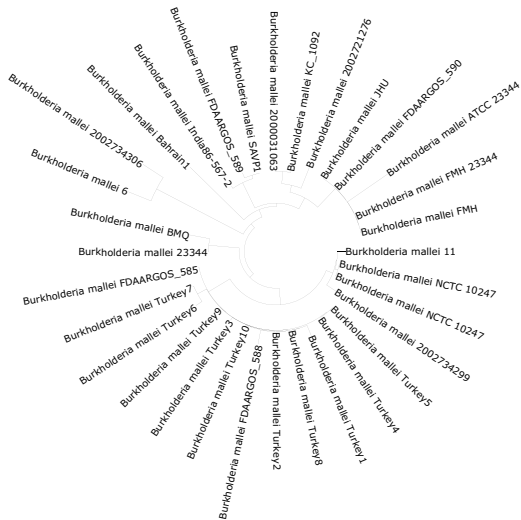 Burkholderia mallei 2000031063
Burkholderia mallei KC_1092
Burkholderia mallei 2002721276
Burkholderia mallei JHU
Burkholderia mallei FDAARGOS_590
Burkholderia mallei ATCC 23344
Burkholderia mallei FMH 23344
Burkholderia mallei FMH
Burkholderia mallei 11
Burkholderia mallei NCTC 10247
Burkholderia mallei NCTC 10247
Burkholderia mallei 2002734299
Burkholderia mallei Turkey5
Burkholderia mallei Turkey4
Burkholderia mallei Turkey1
Burkholderia mallei Turkey8
Burkholderia mallei Turkey2
Burkholderia mallei FDAARGOS_588
Burkholderia mallei Turkey10
Burkholderia mallei Turkey3
Burkholderia mallei Turkey9
Burkholderia mallei Turkey6
Burkholderia mallei Turkey7
Burkholderia mallei FDAARGOS_585
Burkholderia mallei 23344
Burkholderia mallei BMQ
Burkholderia mallei 6
Burkholderia mallei 2002734306
Burkholderia mallei Bahrain1
Burkholderia mallei India86-567-2
Burkholderia mallei FDAARGOS_589
Burkholderia mallei SAVP1